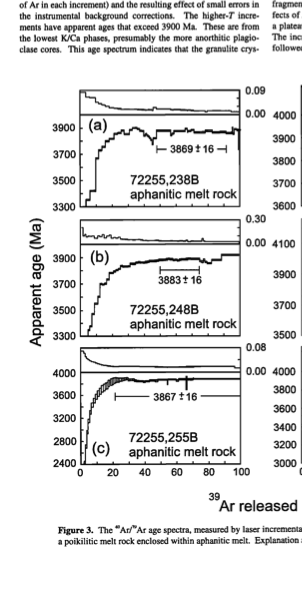 of Ar in each increment) and the resulting effect of small errors in
the instrumental background corrections. The higher-T incre-
ments have apparent ages that exceed 3900 Ma. These are from
the lowest K/Ca phases, presumably the more anorthitic plagio-
clase cores. This age spectrum indicates that the granulite crys-
fragmen
fects of
a plateau
The inc
followe
0.09
0.00
3900
3700
3500
3300
(a)
3869 ± 16
72255,238B
aphanitic melt rock
0.30
0.00
3900
3700
3500
3300
(b)
3883 ± 16
72255,248B
aphanitic melt rock
0.08
0.00
4000
3600
3200
2800
2400
(c)
3867 ± 16
72255,255B
aphanitic melt rock
0 20 40 60 80 100
Apparent age (Ma)
4000
3900
3800
3700
3600
4100
3900
3700
3500
4000
3800
3600
3400
3200
3000
39Ar released
Figure 3. The 40Ar/39Ar age spectra, measured by laser incrementa
a poikilitic melt rock enclosed within aphanitic melt. Explanation